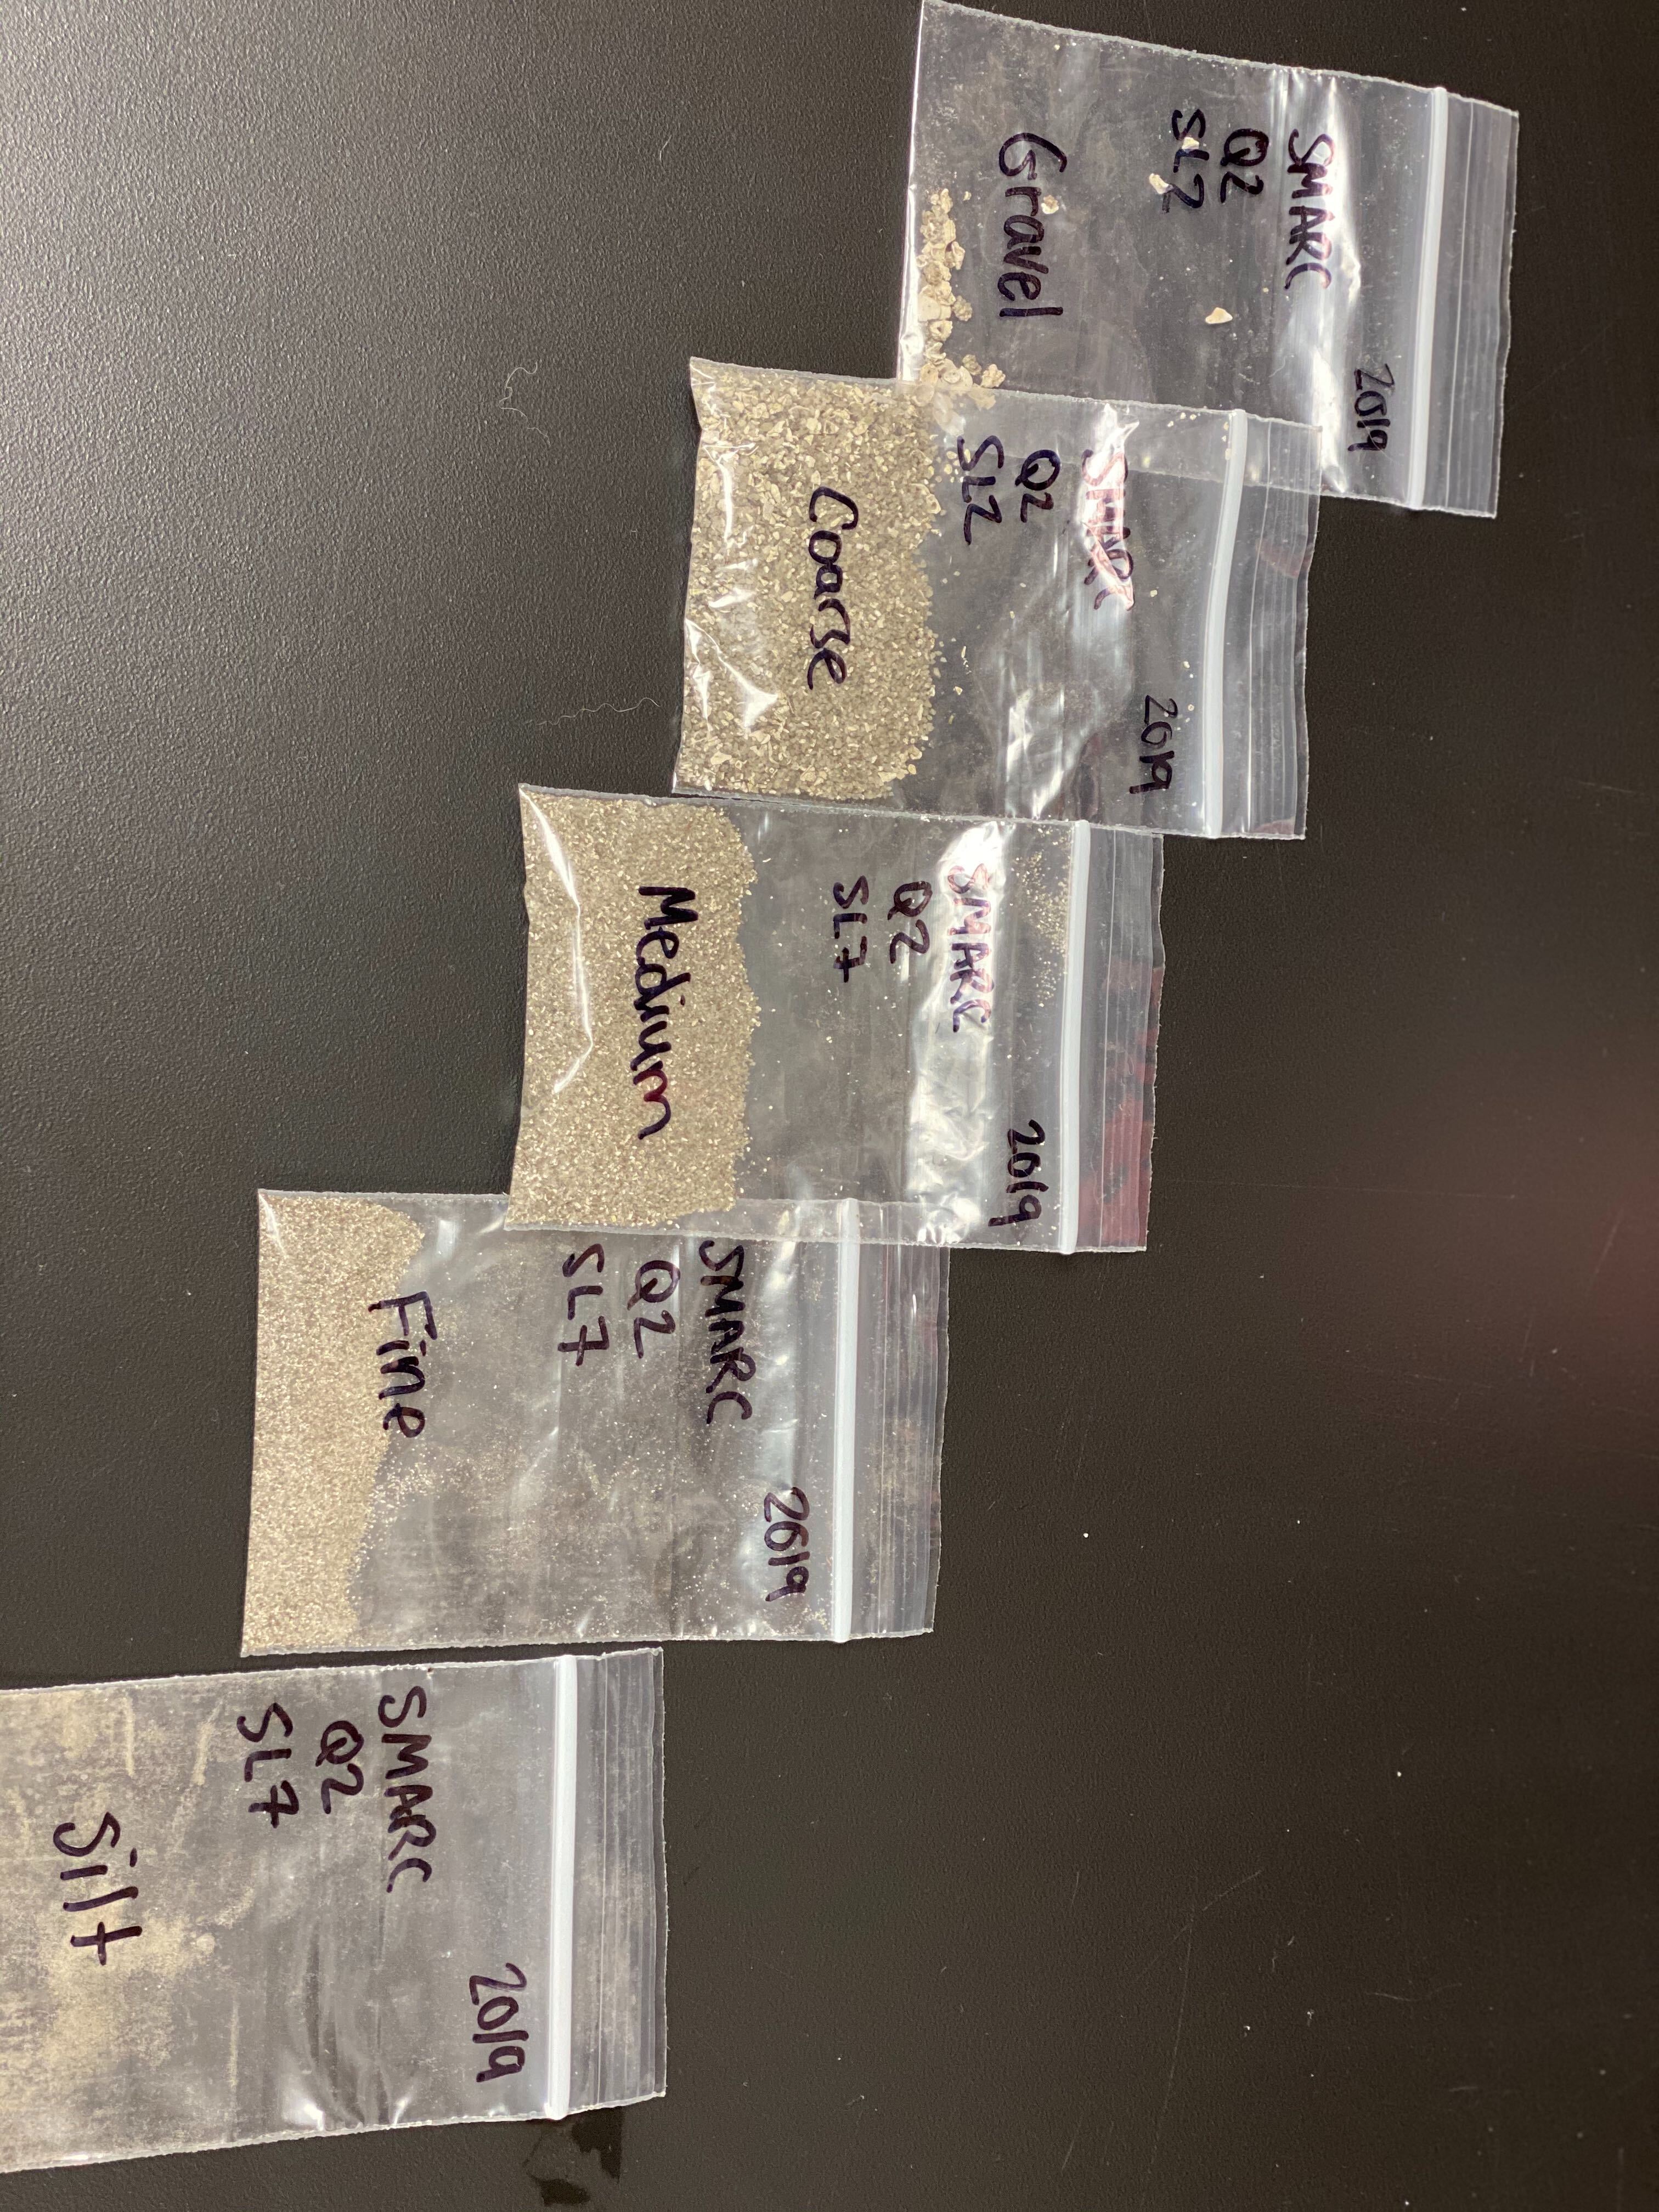 2019
SMARC
Q2
SL7
Gravel
2019
SMARC
Q2
SL7
Coarse
2019
SMARC
Q2
SL7
Medium
2019
SMARC
Q2
SL7
Fine
2019
SMARC
Q2
SL7
Silt